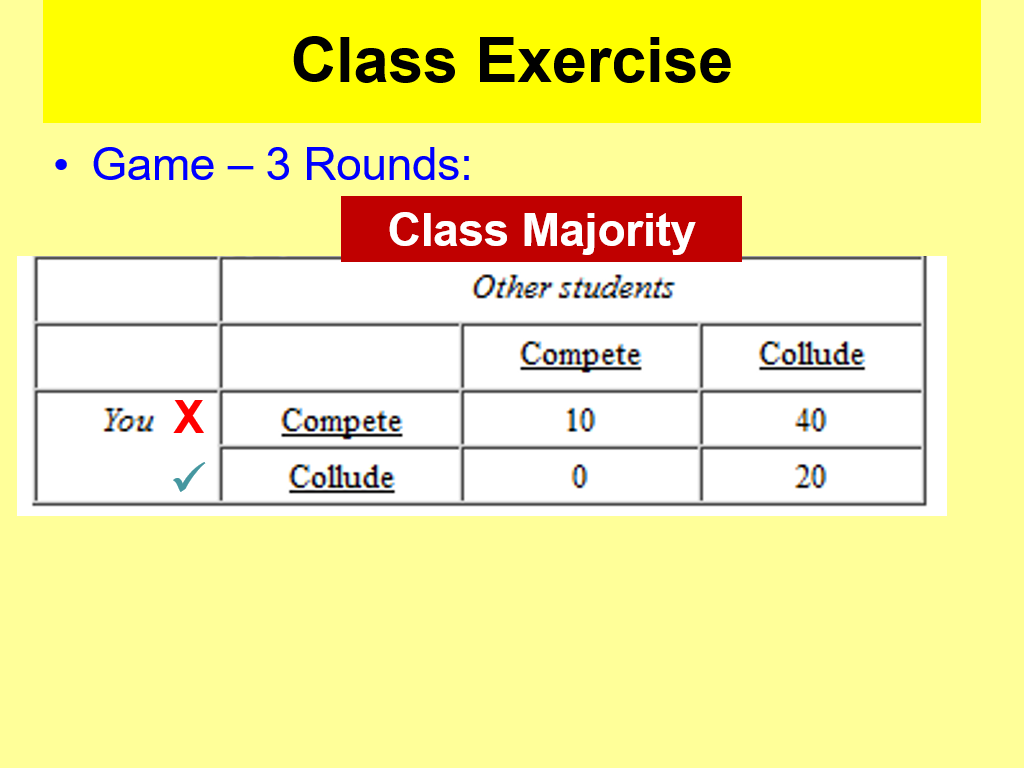 Class Exercise
• Game – 3 Rounds:
Class Majority
Other students
Compete Collude
You X Compete 10 40
✓ Collude 0 20